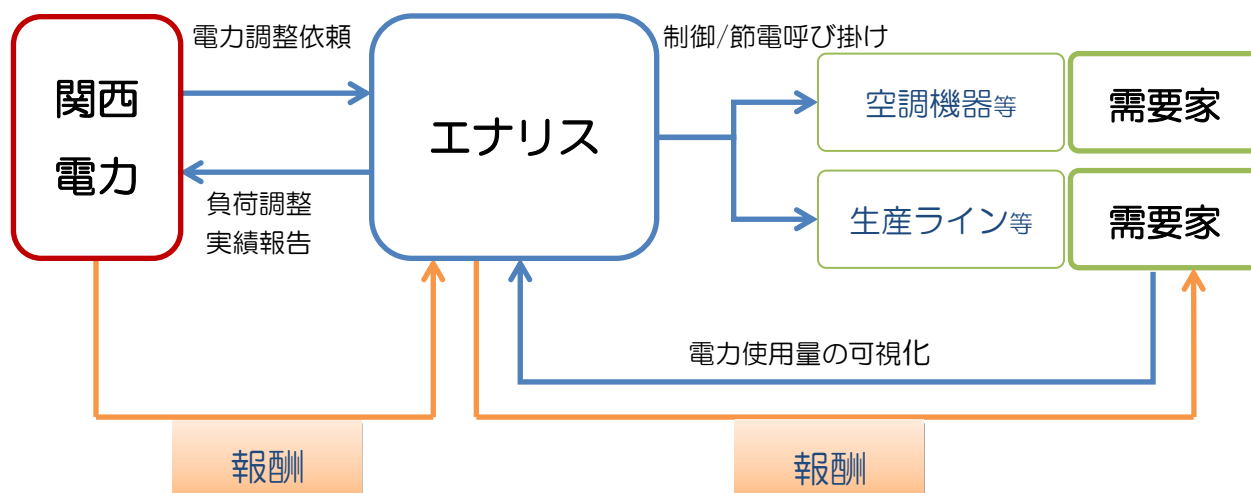 電力調整依頼
制御/節電呼び掛け
関西
電力
エナリス
空調機器等
需要家
負荷調整
実績報告
生産ライン等
需要家
電力使用量の可視化
報酬
報酬